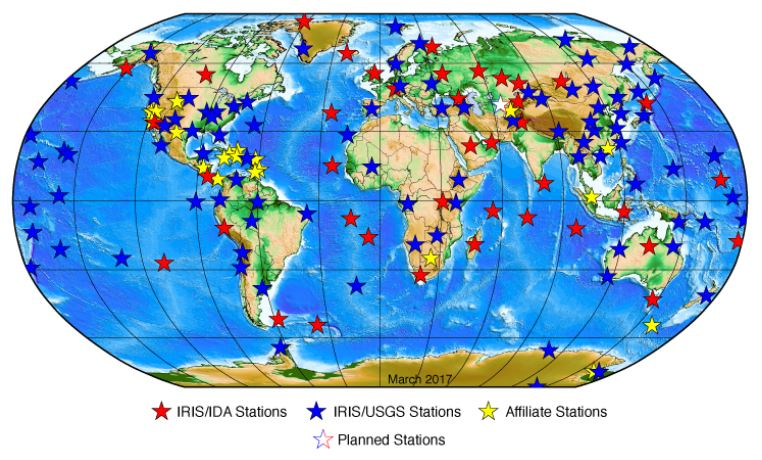 March 2017
IRIS/IDA Stations
IRIS/USGS Stations
Affiliate Stations
Planned Stations